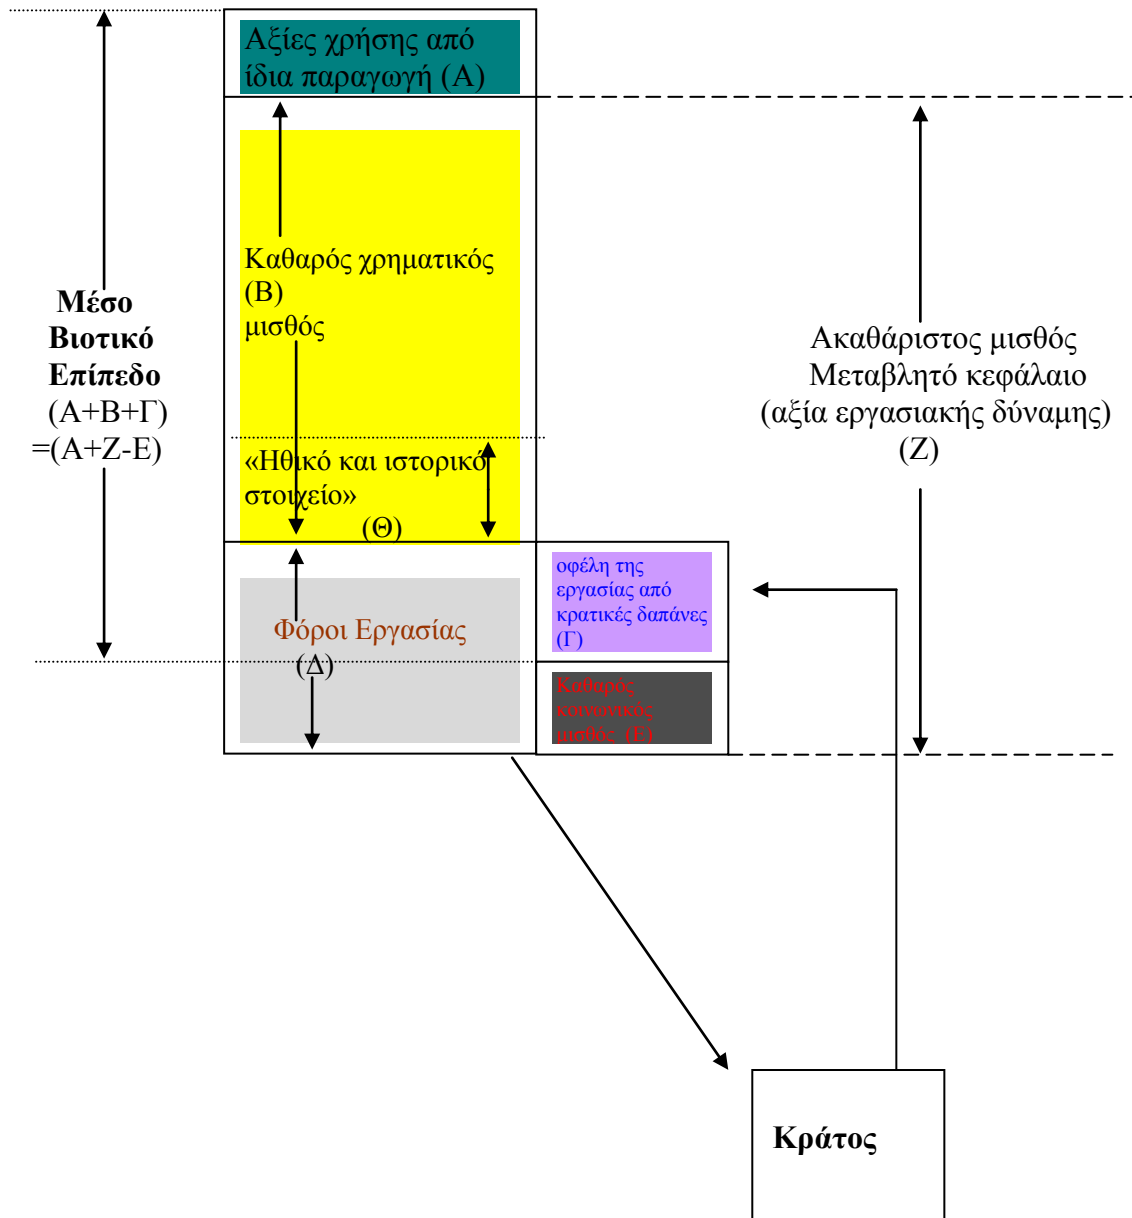 Αξίες χρήσης από
ίδια παραγωγή (Α)
Καθαρός χρηματικός
(Β)
μισθός
Μέσο
Βιοτικό
Επίπεδο
(Α+Β+Γ)
=(Α+Ζ-Ε)
Ακαθάριστος μισθός
Μεταβλητό κεφάλαιο
(αξία εργασιακής δύναμης)
(Ζ)
«Ηθικό και ιστορικό
στοιχείο»
(Θ)
οφέλη της
εργασίας από
κρατικές δαπάνες
(Γ)
Φόροι Εργασίας
(Δ)
Καθαρός
κοινωνικός
μισθός (Ε)
Κράτος